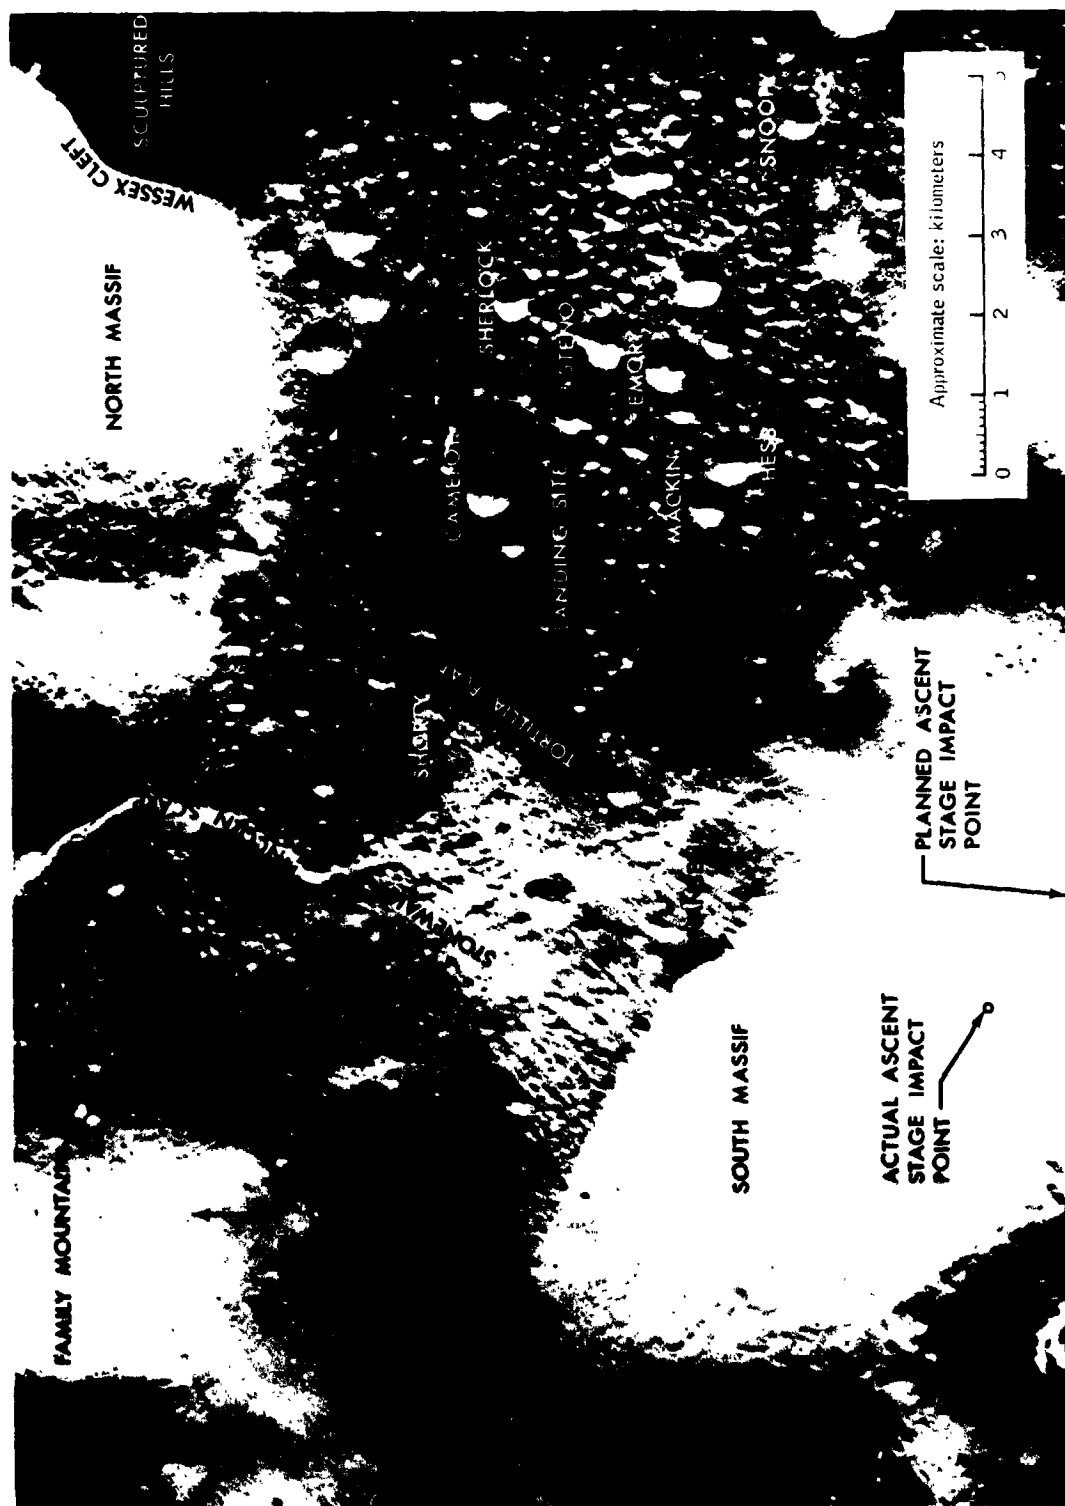 FAMILY MOUNTAIN
NORTH MASSIF
WESSEX CLEFT
SCULPTURED
HILLS
STONEWALL
SHORTY
TORTILLA FLAT
CAMELOT
SHERLOCK
STENO
EMORY
MACKIN
HESS
SNOOPY
SOUTH MASSIF
ACTUAL ASCENT
STAGE IMPACT
POINT
PLANNED ASCENT
STAGE IMPACT
POINT
Approximate scale: kilometers
0 1 2 3 4 5